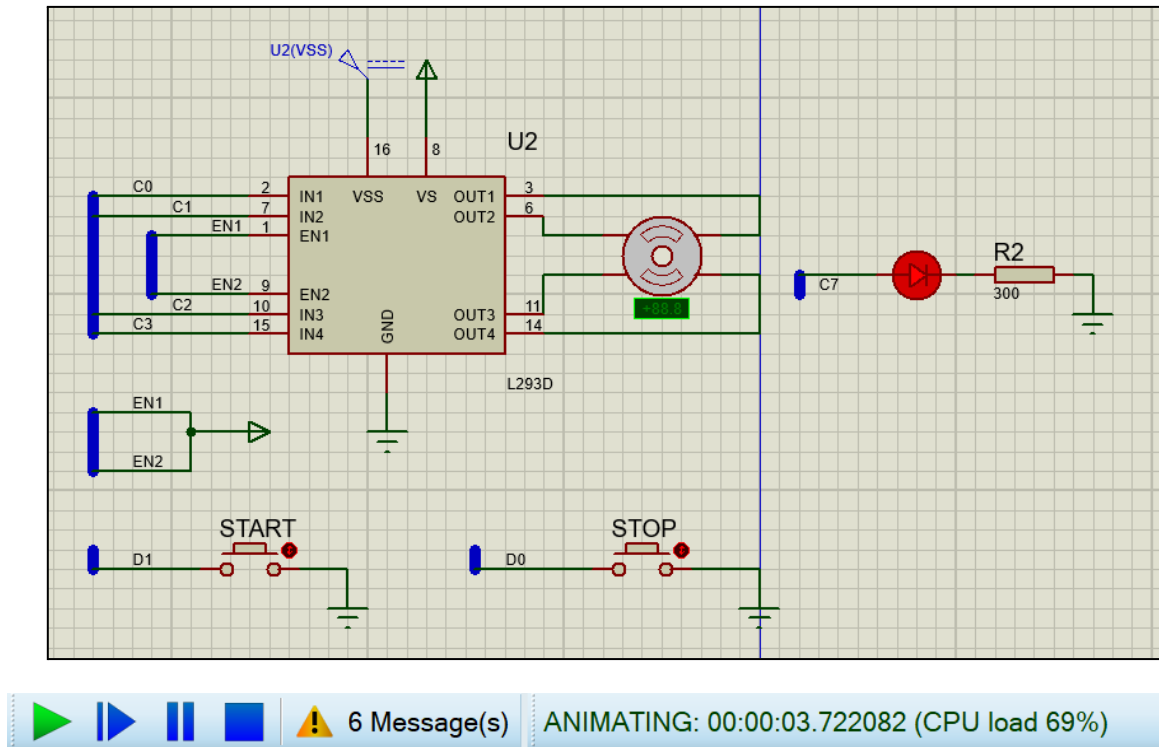 U2(VSS)
U2
16 8
C0 2 IN1 VSS VS OUT1 3
C1 7 IN2 OUT2 6
EN1 1 EN1
R2
C7
EN2 9 EN2
300
C2 10 IN3 GND OUT3 11
+88.8
C3 15 IN4 OUT4 14
L293D
EN1
EN2
START STOP
D1 D0
6 Message(s) ANIMATING: 00:00:03.722082 (CPU load 69%)